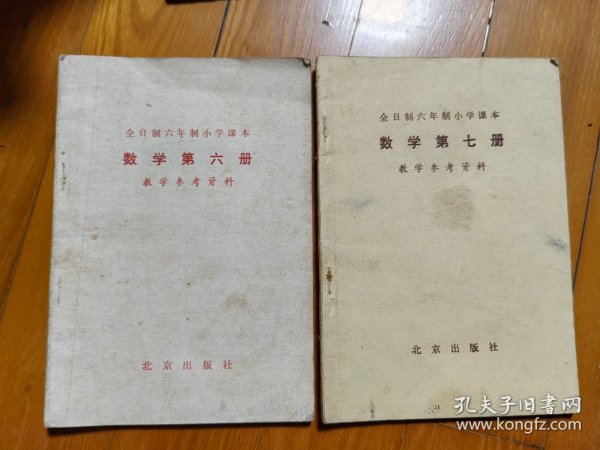 全日制六年制小学课本
数学第六册
教学参考资料
北京出版社
全日制六年制小学课本
数学第七册
教学参考资料
北京出版社
孔夫子旧书网
www.kongfz.com